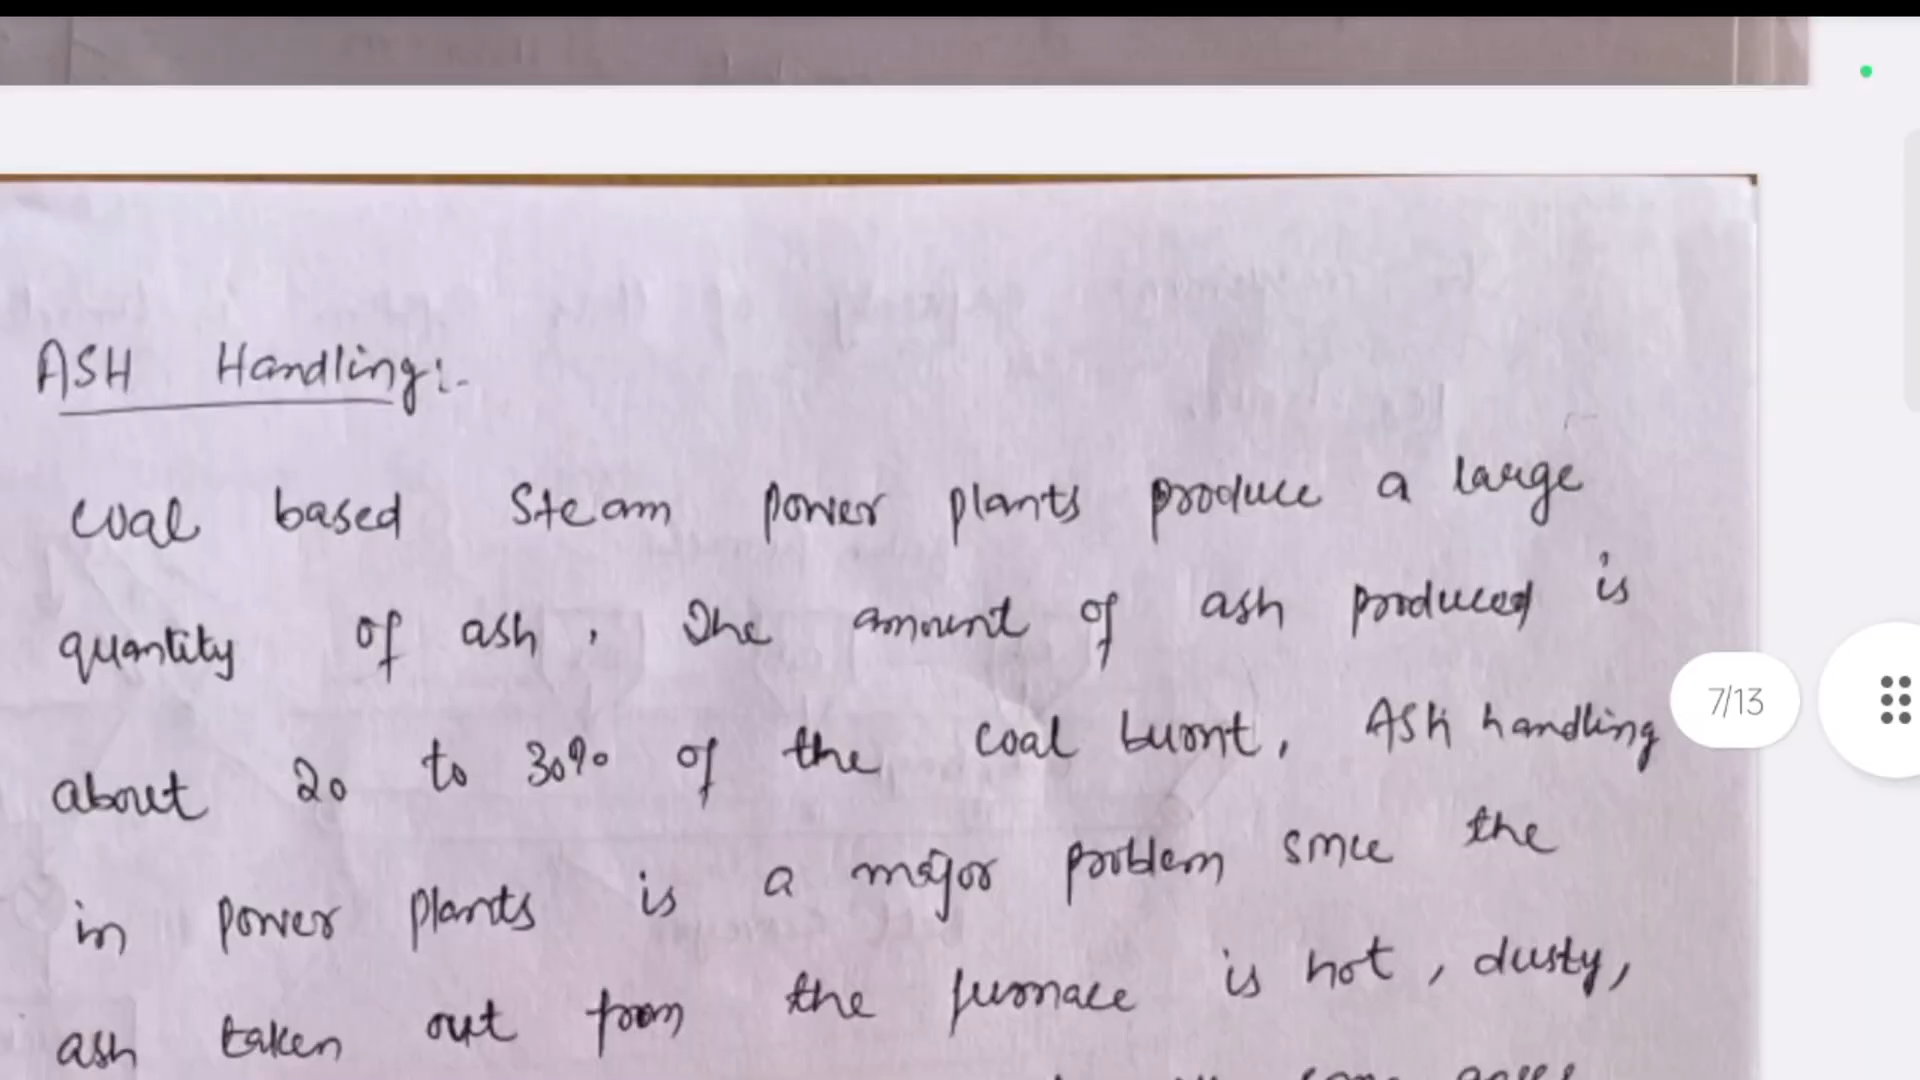 ASH Handling:-
coal based steam power plants produce a large
quantity of ash. The amount of ash produced is
about 20 to 30% of the coal burnt. Ash handling
7/13
in power plants is a major problem since the
ash taken out from the furnace is hot, dusty,
some gases